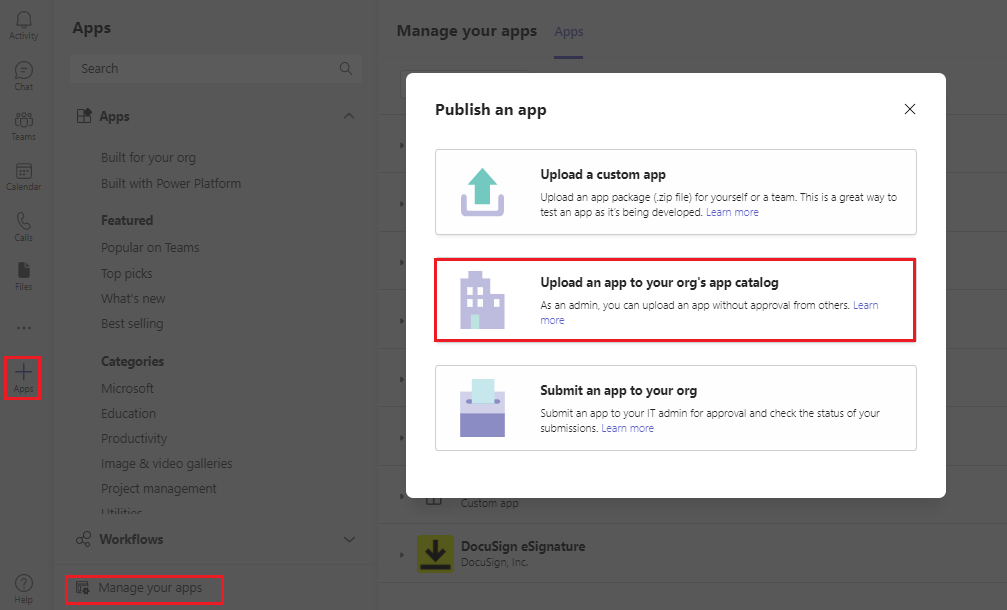 Activity
Chat
Teams
Calendar
Calls
Files
Apps
Help
Apps
Search
Apps
Built for your org
Built with Power Platform
Featured
Popular on Teams
Top picks
What's new
Best selling
Categories
Microsoft
Education
Productivity
Image & video galleries
Project management
Utilities
Workflows
Manage your apps
Manage your apps
Apps
Publish an app
Upload a custom app
Upload an app package (.zip file) for yourself or a team. This is a great way to
test an app as it's being developed. Learn more
Upload an app to your org's app catalog
As an admin, you can upload an app without approval from others. Learn
more
Submit an app to your org
Submit an app to your IT admin for approval and check the status of your
submissions. Learn more
Custom app
DocuSign eSignature
DocuSign, Inc.